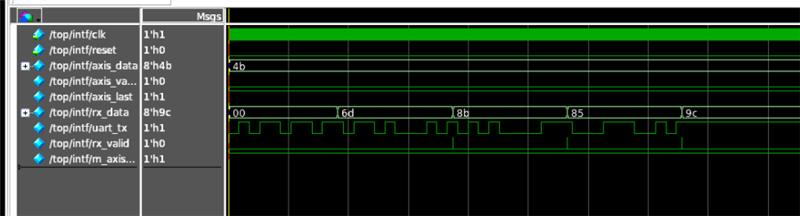 Msgs
/top/intf/clk 1'h1
/top/intf/reset 1'h0
/top/intf/axis_data 8'h4b 4b
/top/intf/axis_va... 1'h0
/top/intf/axis_last 1'h1
/top/intf/rx_data 8'h9c 00 6d 8b 85 9c
/top/intf/uart_tx 1'h1
/top/intf/rx_valid 1'h0
/top/intf/m_axis... 1'h1